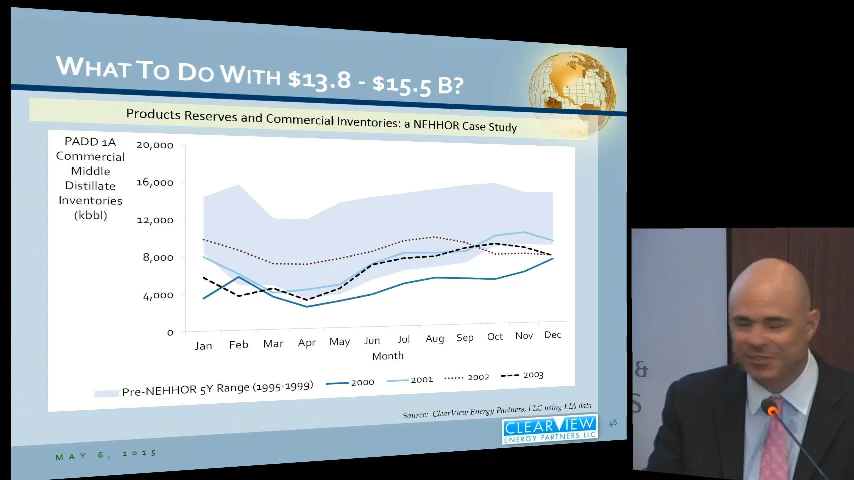 WHAT TO DO WITH $13.8 - $15.5 B?
Products Reserves and Commercial Inventories: a NEHHOR Case Study
PADD 1A
Commercial
Middle
Distillate
Inventories
(kbbl)
20,000
16,000
12,000
8,000
4,000
0
Jan Feb Mar Apr May Jun Jul Aug Sep Oct Nov Dec
Month
Pre-NEHHOR 5Y Range (1995-1999) 2000 2001 2002 2003
Source: ClearView Energy Partners, LLC using EIA data
CLEARVIEW
ENERGY PARTNERS LLC
46
MAY 6, 2015
&
S